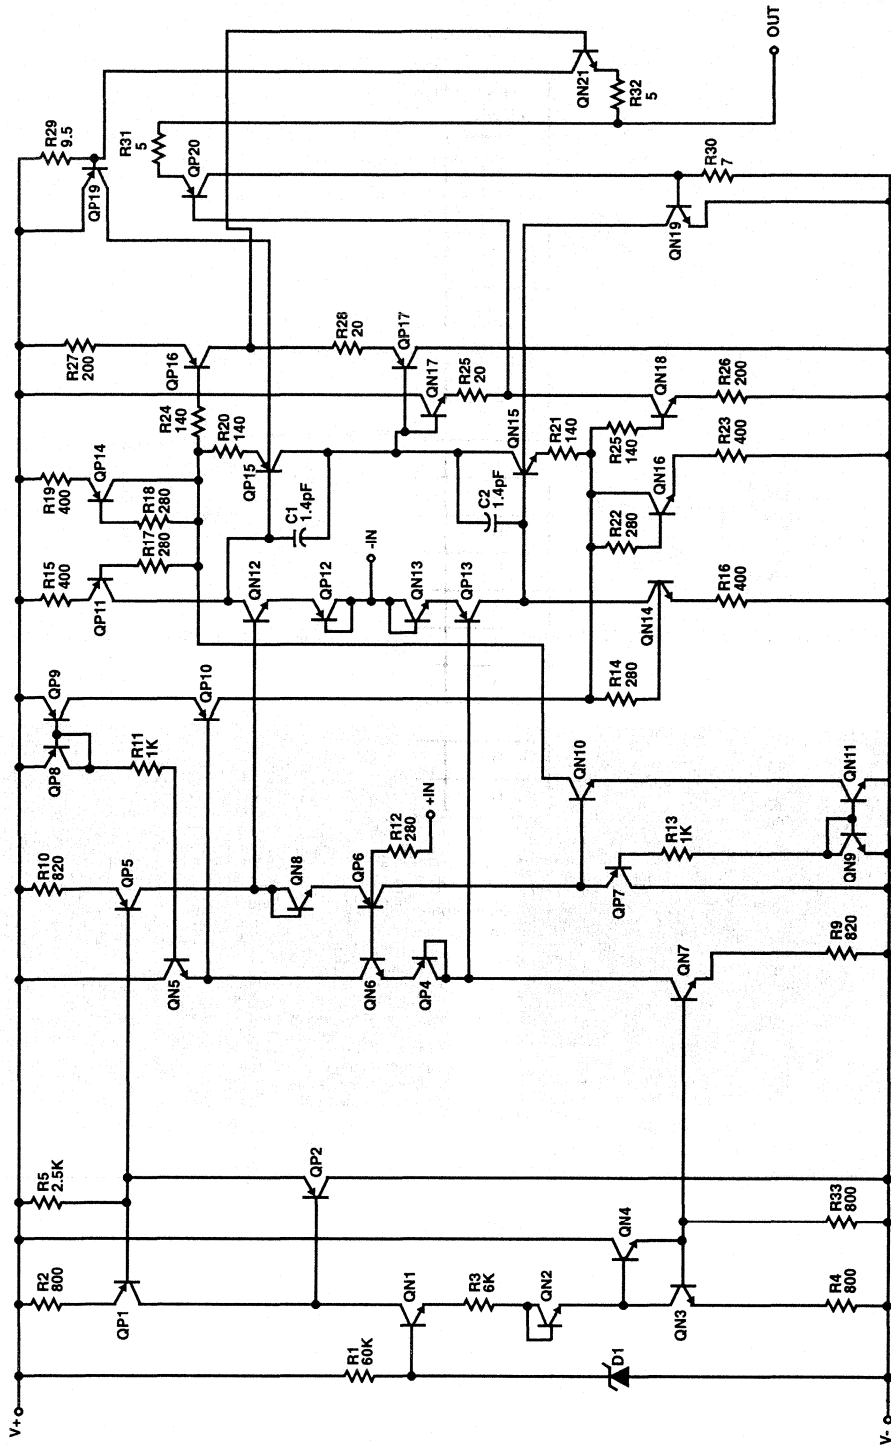 V+
R1
60K
D1
V-
R2
800
QP1
QN1
R3
6K
QN2
QN3
R4
800
R5
2.5K
QP2
QN4
R33
800
QN5
QN6
QP4
QN7
R9
820
R10
820
QP5
QN8
QP6
R12
280
+IN
QP7
R13
1K
QN9
QN10
QN11
QP8
QP9
R11
1K
QP10
R14
280
R15
400
QP11
R17
280
R18
280
QN12
QP12
-IN
QN13
QP13
QN14
R16
400
R19
400
QP14
C1
1.4pF
C2
1.4pF
R22
280
QN16
R23
400
R24
140
R20
140
QP15
QN15
R21
140
R25
140
QN18
R26
200
R27
200
QP16
R28
20
QP17
QN17
R25
20
R29
9.5
QP19
R31
5
QP20
QN19
R30
7
QN21
R32
5
OUT